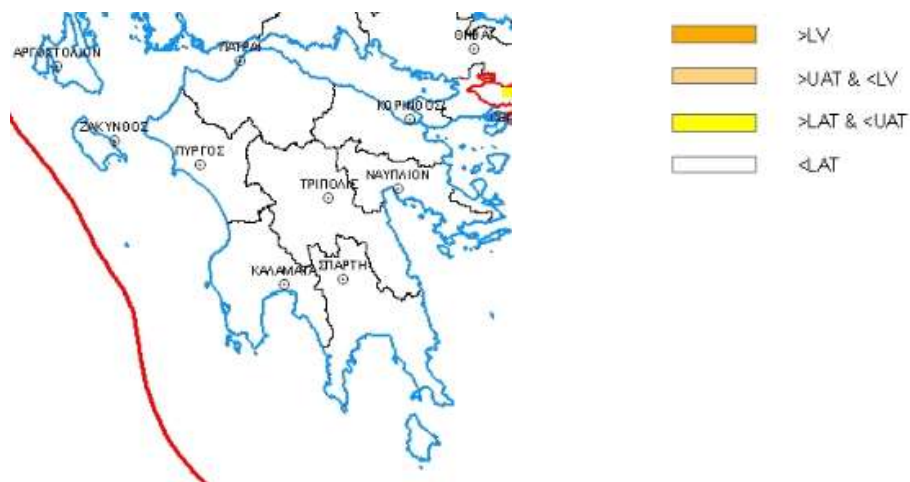 ΘΗΒΑΙ
ΠΑΤΡΑΙ
ΑΡΓΟΣΤΟΛΙΟΝ
ΚΟΡΙΝΘΟΣ
ΖΑΚΥΝΘΟΣ
ΠΥΡΓΟΣ
ΝΑΥΠΛΙΟΝ
ΤΡΙΠΟΛΙΣ
ΚΑΛΑΜΑΤΑ
ΣΠΑΡΤΗ
>LV
>UAT & <LV
>LAT & <UAT
<LAT